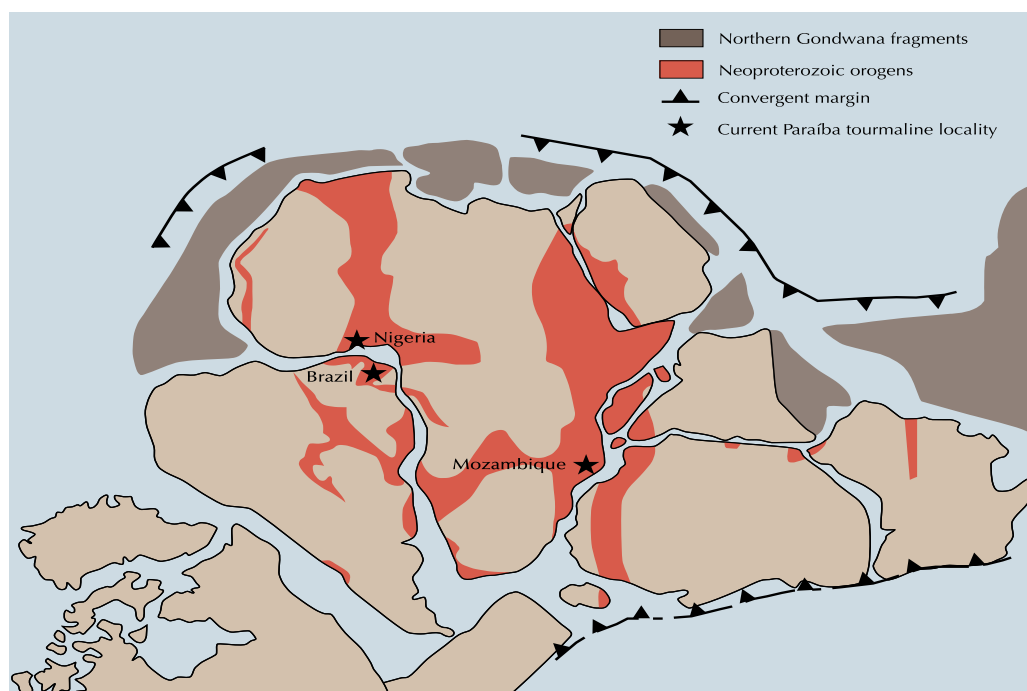 Northern Gondwana fragments
Neoproterozoic orogens
Convergent margin
Current Paraíba tourmaline locality
Nigeria
Brazil
Mozambique